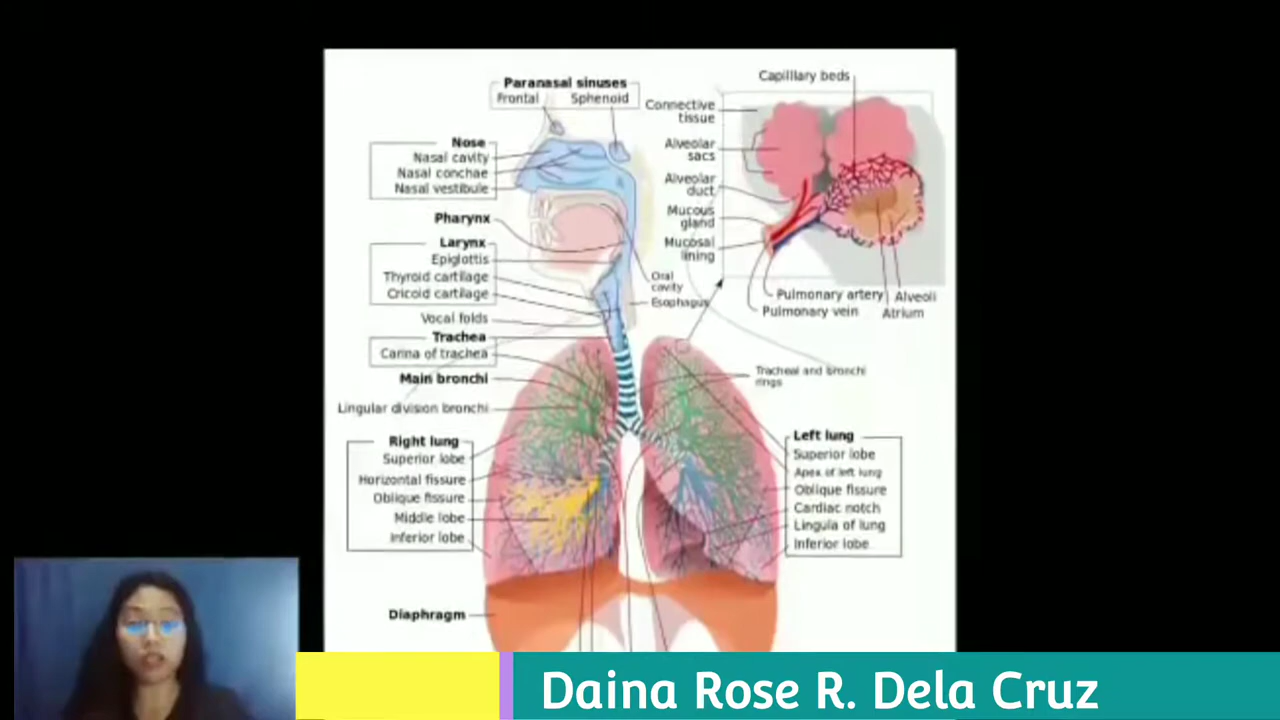 Paranasal sinuses
Frontal
Sphenoid
Nose
Nasal cavity
Nasal conchae
Nasal vestibule
Pharynx
Larynx
Epiglottis
Thyroid cartilage
Cricoid cartilage
Vocal folds
Trachea
Carina of trachea
Main bronchi
Lingular division bronchi
Right lung
Superior lobe
Horizontal fissure
Oblique fissure
Middle lobe
Inferior lobe
Diaphragm
Capillary beds
Connective
tissue
Alveolar
sacs
Alveolar
duct
Mucous
gland
Mucosal
lining
Oral
cavity
Esophagus
Pulmonary artery
Pulmonary vein
Alveoli
Atrium
Tracheal and bronchi
rings
Left lung
Superior lobe
Apex of left lung
Oblique fissure
Cardiac notch
Lingula of lung
Inferior lobe
Daina Rose R. Dela Cruz